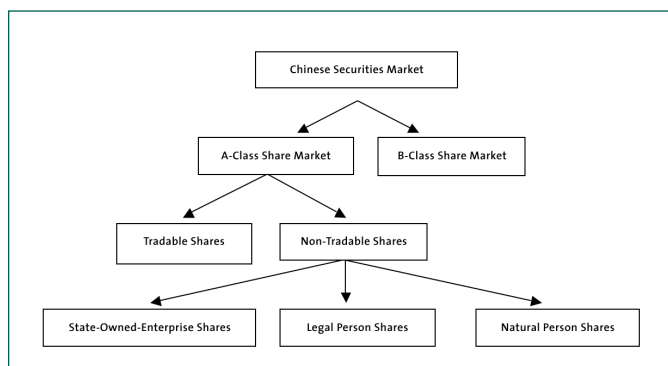 Chinese Securities Market
A-Class Share Market
B-Class Share Market
Tradable Shares
Non-Tradable Shares
State-Owned-Enterprise Shares
Legal Person Shares
Natural Person Shares